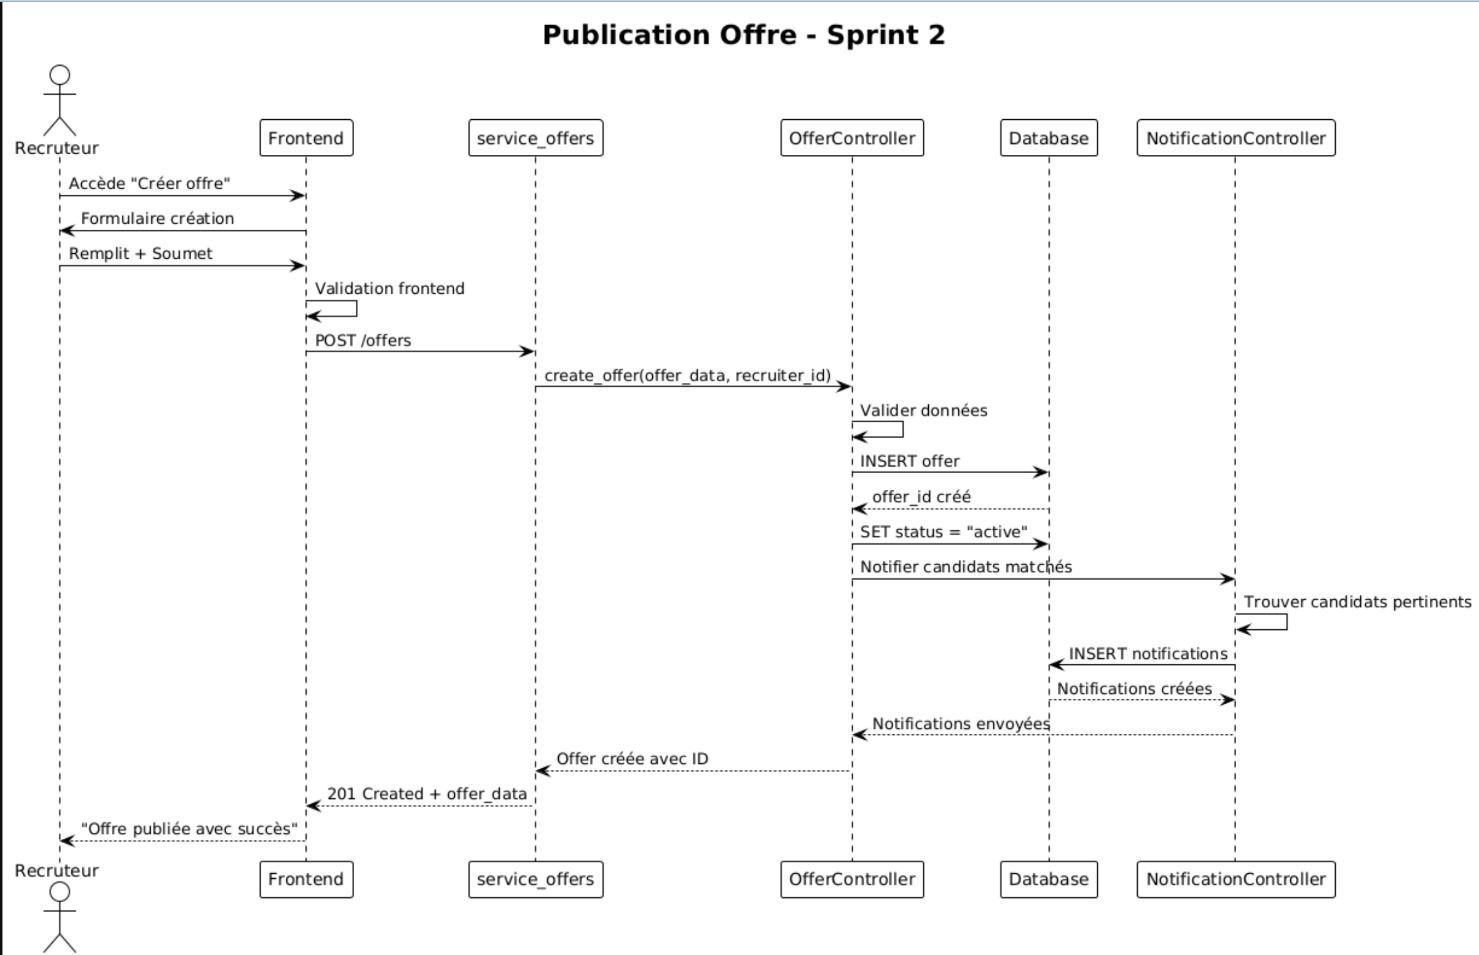 Publication Offre - Sprint 2
Recruteur
Frontend
service_offers
OfferController
Database
NotificationController
Accède "Créer offre"
Formulaire création
Remplit + Soumet
Validation frontend
POST /offers
create_offer(offer_data, recruiter_id)
Valider données
INSERT offer
offer_id créé
SET status = "active"
Notifier candidats matchés
Trouver candidats pertinents
INSERT notifications
Notifications créées
Notifications envoyées
Offer créée avec ID
201 Created + offer_data
"Offre publiée avec succès"
Recruteur
Frontend
service_offers
OfferController
Database
NotificationController